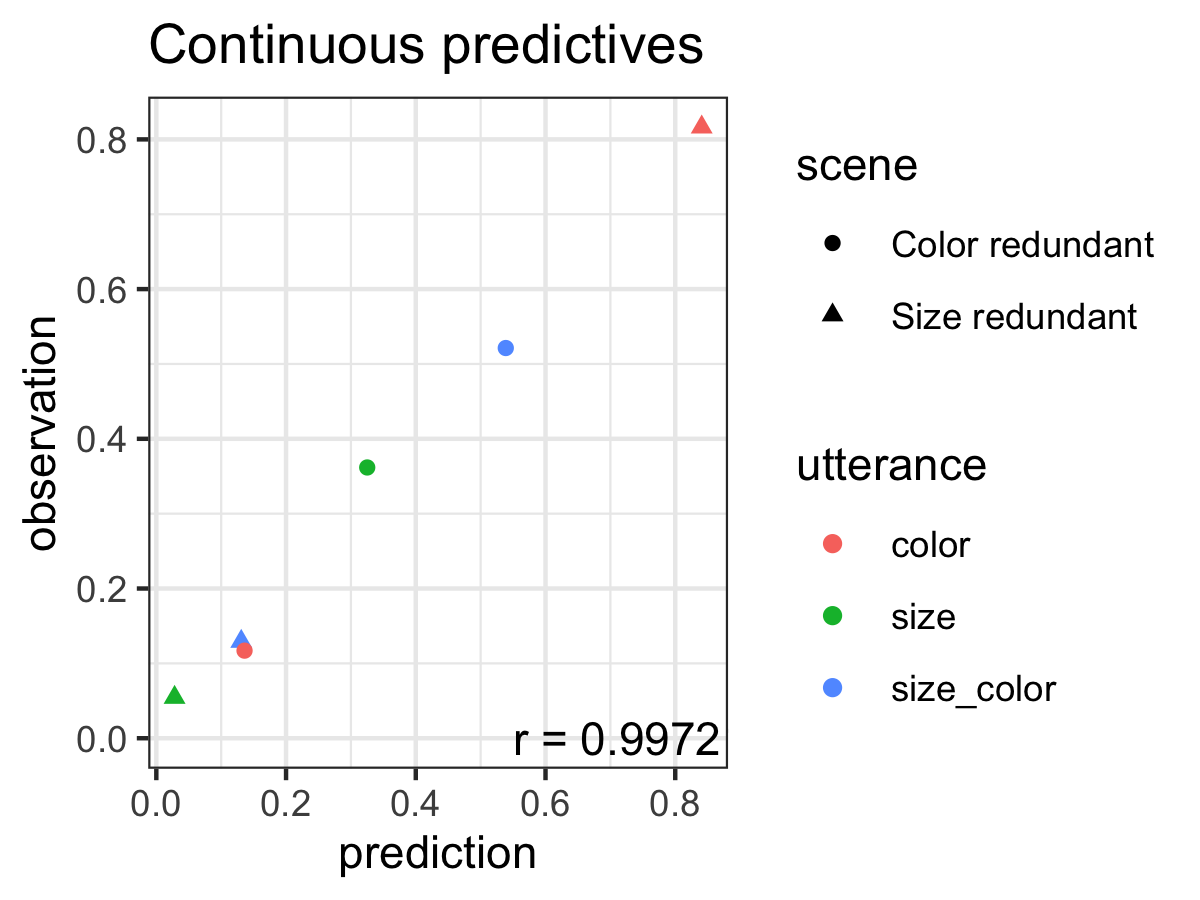 Continuous predictives
observation
0.8
0.6
0.4
0.2
0.0
r = 0.9972
0.0 0.2 0.4 0.6 0.8
prediction
scene
Color redundant
Size redundant
utterance
color
size
size_color